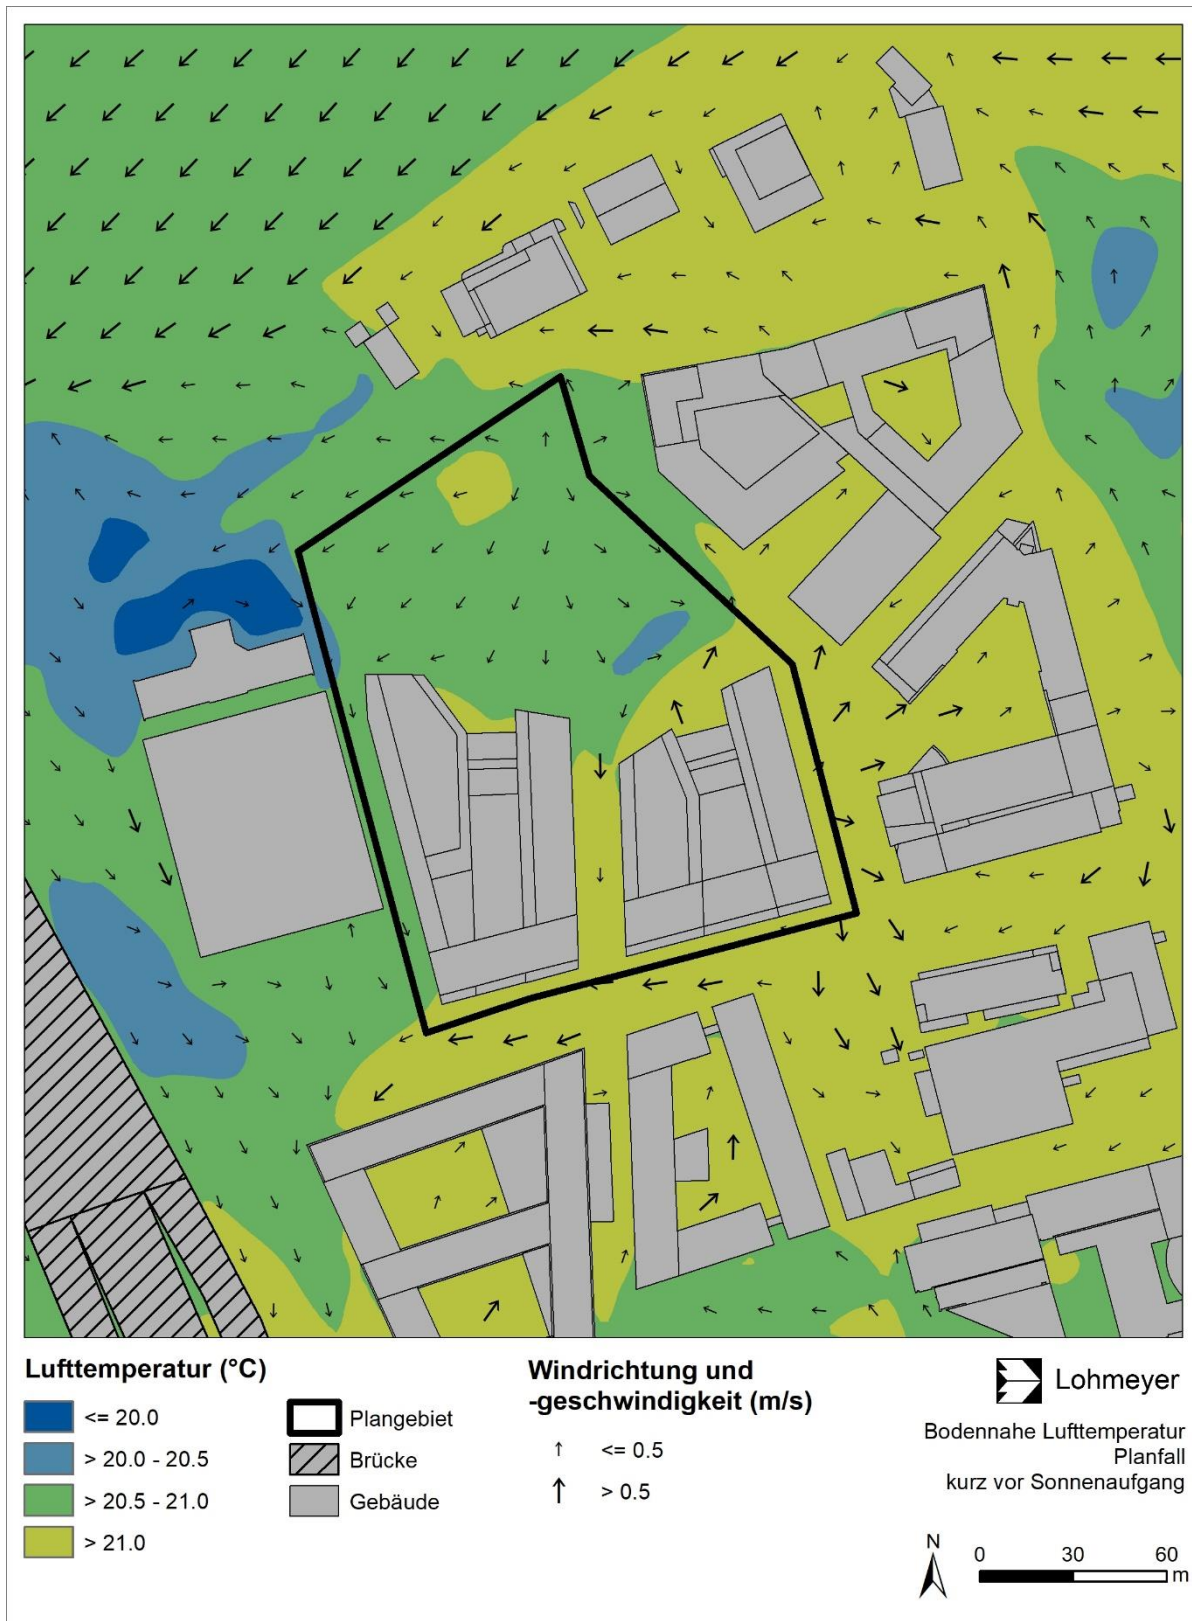 Lufttemperatur (°C)
<= 20.0
> 20.0 - 20.5
> 20.5 - 21.0
> 21.0
Plangebiet
Brücke
Gebäude
Windrichtung und
-geschwindigkeit (m/s)
<= 0.5
> 0.5
Lohmeyer
Bodennahe Lufttemperatur
Planfall
kurz vor Sonnenaufgang
N
0 30 60
m